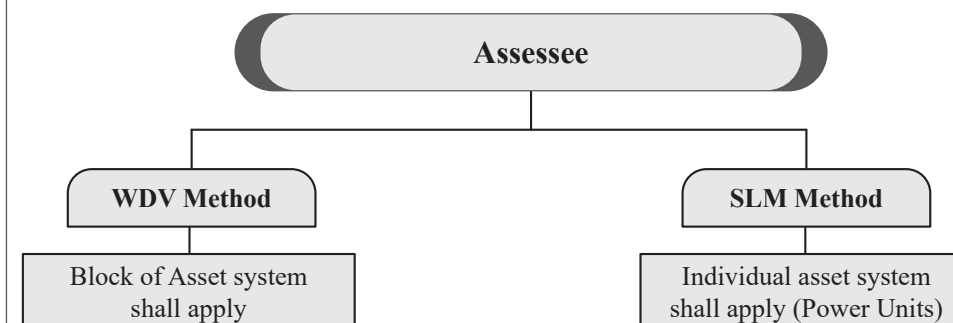 Assessee
WDV Method
SLM Method
Block of Asset system
shall apply
Individual asset system
shall apply (Power Units)